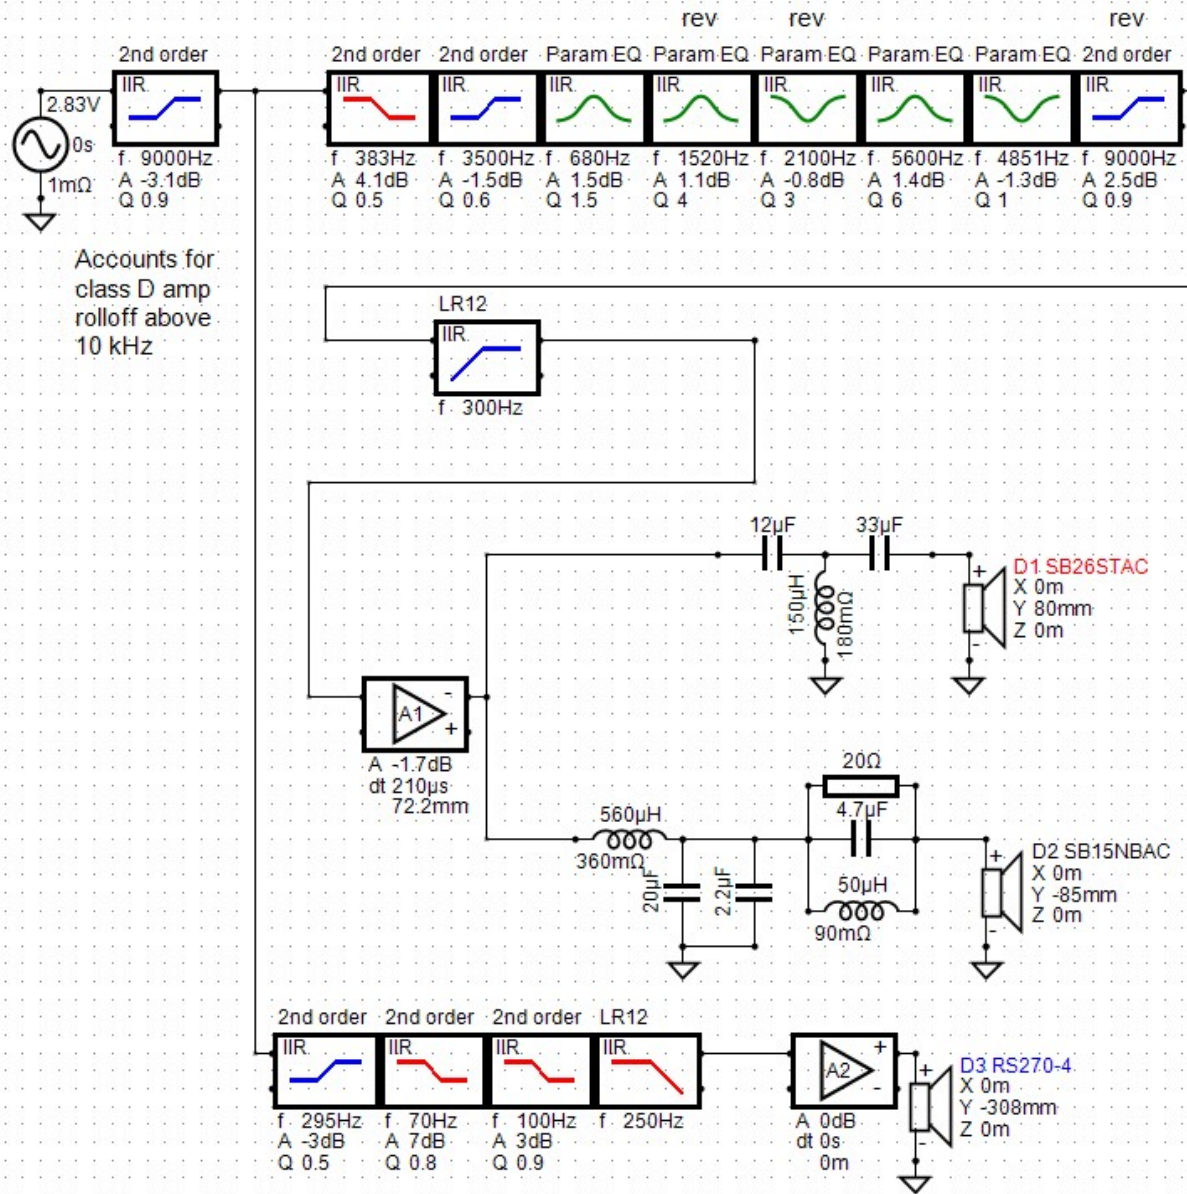 rev
rev
rev
2nd order
2nd order
2nd order
Param EQ
Param EQ
Param EQ
Param EQ
Param EQ
2nd order
IIR
IIR
IIR
IIR
IIR
IIR
IIR
IIR
IIR
2.83V
0s
1mΩ
f 9000Hz
A -3.1dB
Q 0.9
f 383Hz
A 4.1dB
Q 0.5
f 3500Hz
A -1.5dB
Q 0.6
f 680Hz
A 1.5dB
Q 1.5
f 1520Hz
A 1.1dB
Q 4
f 2100Hz
A -0.8dB
Q 3
f 5600Hz
A 1.4dB
Q 6
f 4851Hz
A -1.3dB
Q 1
f 9000Hz
A 2.5dB
Q 0.9
Accounts for
class D amp
rolloff above
10 kHz
LR12
IIR
f 300Hz
12µF
33µF
150µH
180mΩ
+
-
D1 SB26STAC
X 0m
Y 80mm
Z 0m
A1
-
+
A -1.7dB
dt 210µs
72.2mm
20Ω
4.7µF
560µH
360mΩ
20µF
2.2µF
50µH
90mΩ
+
-
D2 SB15NBAC
X 0m
Y -85mm
Z 0m
2nd order
2nd order
2nd order
LR12
IIR
IIR
IIR
IIR
f 295Hz
A -3dB
Q 0.5
f 70Hz
A 7dB
Q 0.8
f 100Hz
A 3dB
Q 0.9
f 250Hz
A2
+
-
A 0dB
dt 0s
0m
+
-
D3 RS270-4
X 0m
Y -308mm
Z 0m